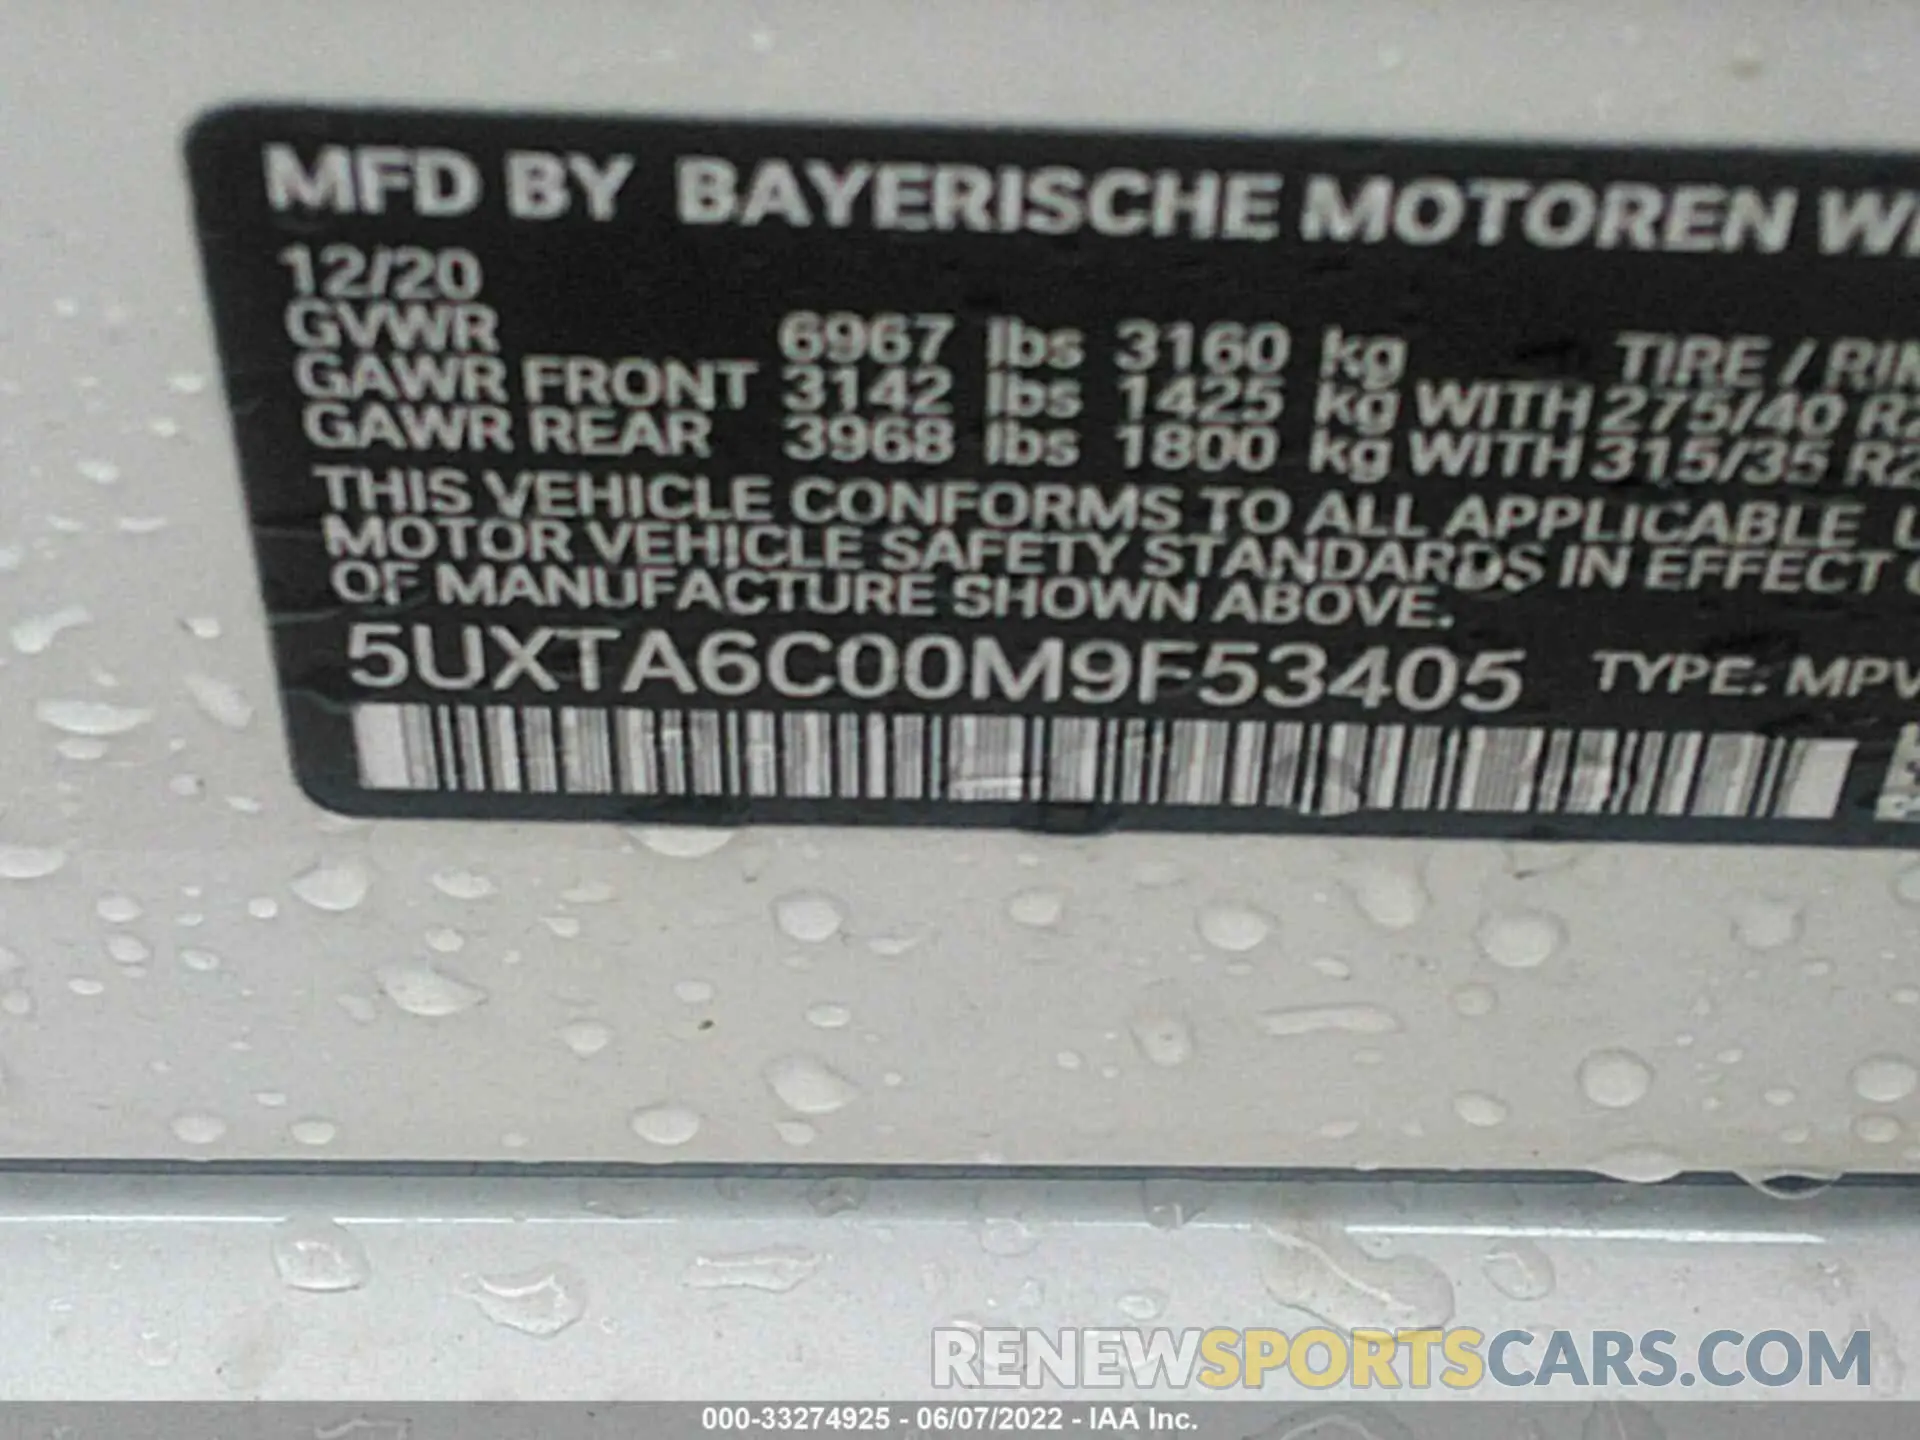 MFD BY BAYERISCHE MOTOREN
12/20
GVWR 6967 lbs 3160 kg TIRE / RIM
GAWR FRONT 3142 lbs 1425 kg WITH 275/40
GAWR REAR 3968 lbs 1800 kg WITH 315/35
THIS VEHICLE CONFORMS TO ALL APPLICABLE
MOTOR VEHICLE SAFETY STANDARDS IN EFFECT
OF MANUFACTURE SHOWN ABOVE.
5UXTA6C00M9F53405 TYPE: MPV
RENEWSPORTSCARS.COM
000-33274925 - 06/07/2022 - IAA Inc.